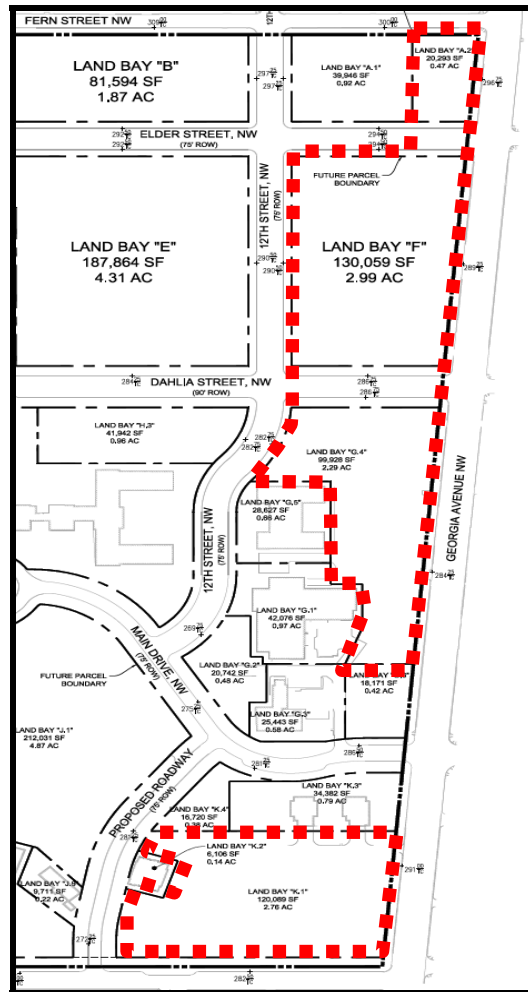 FERN STREET NW
12TH
LAND BAY "A.2"
20,293 SF
0.47 AC
LAND BAY "B"
81,594 SF
1.87 AC
LAND BAY "A.1"
39,946 SF
0.92 AC
ELDER STREET, NW
(75' ROW)
FUTURE PARCEL
BOUNDARY
12TH STREET, NW
(75' ROW)
LAND BAY "E"
187,864 SF
4.31 AC
LAND BAY "F"
130,059 SF
2.99 AC
DAHLIA STREET, NW
(90' ROW)
LAND BAY "H.3"
41,942 SF
0.96 AC
LAND BAY "G.4"
99,928 SF
2.29 AC
GEORGIA AVENUE NW
LAND BAY "G.5"
28,627 SF
0.66 AC
12TH STREET, NW
(75' ROW)
LAND BAY "G.1"
42,076 SF
0.97 AC
MAIN DRIVE, NW
(75' ROW)
FUTURE PARCEL
BOUNDARY
LAND BAY "G.2"
20,742 SF
0.48 AC
18,171 SF
0.42 AC
LAND BAY "G.3"
25,443 SF
0.58 AC
LAND BAY "J.1"
212,031 SF
4.87 AC
PROPOSED ROADWAY
(75' ROW)
LAND BAY "K.3"
34,382 SF
0.79 AC
LAND BAY "K.4"
16,720 SF
0.38 AC
LAND BAY "K.2"
6,106 SF
0.14 AC
LAND BAY "J.9"
9,711 SF
0.22 AC
LAND BAY "K.1"
120,089 SF
2.76 AC